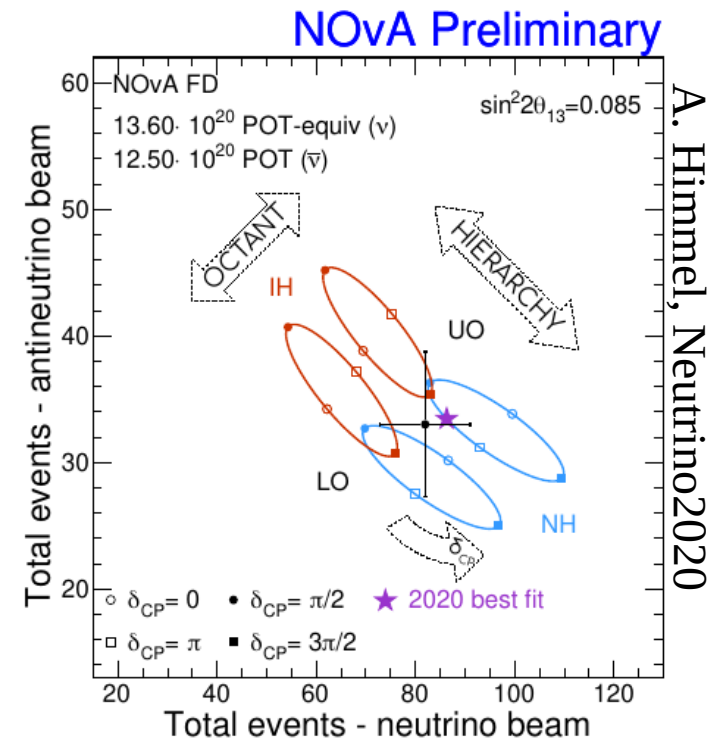 NOvA Preliminary
NOvA FD
13.60· 10²⁰ POT-equiv (ν)
12.50· 10²⁰ POT (ν̅)
sin²2θ₁₃=0.085
A. Himmel, Neutrino2020
60
50
40
30
20
Total events - antineutrino beam
OCTANT
HIERARCHY
IH
UO
LO
NH
δCP
δCP= 0
δCP= π/2
2020 best fit
δCP= π
δCP= 3π/2
20 40 60 80 100 120
Total events - neutrino beam